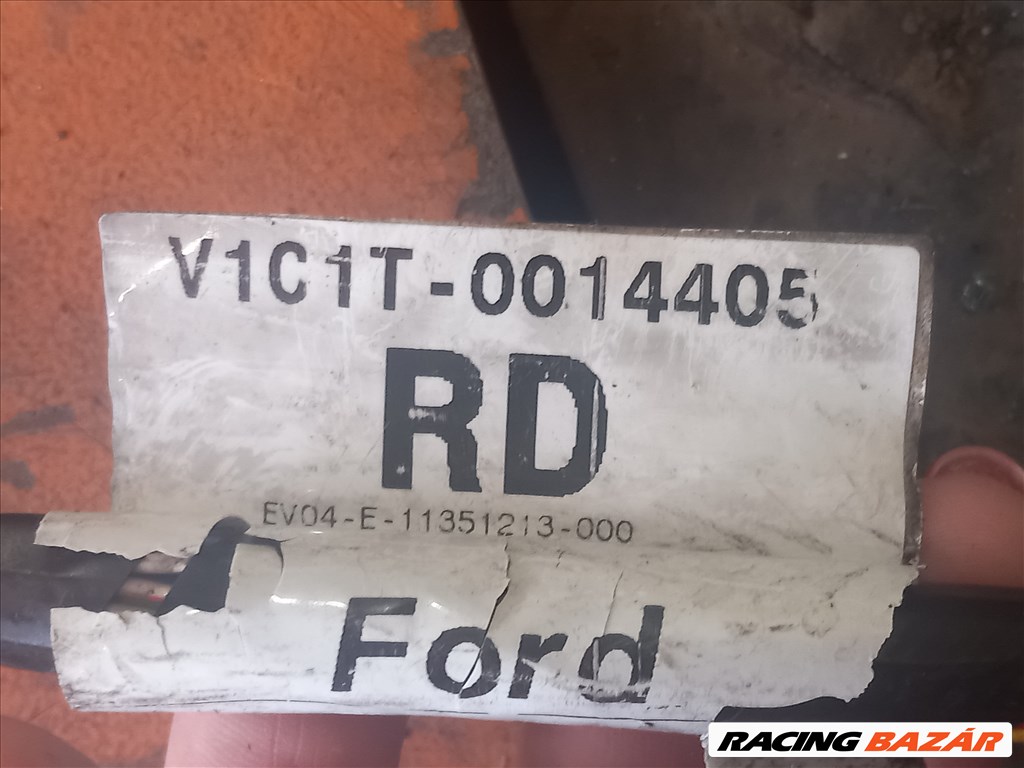 V1C1T-0014405
RD
EV04-E-11351213-000
Ford
RACING BAZÁR